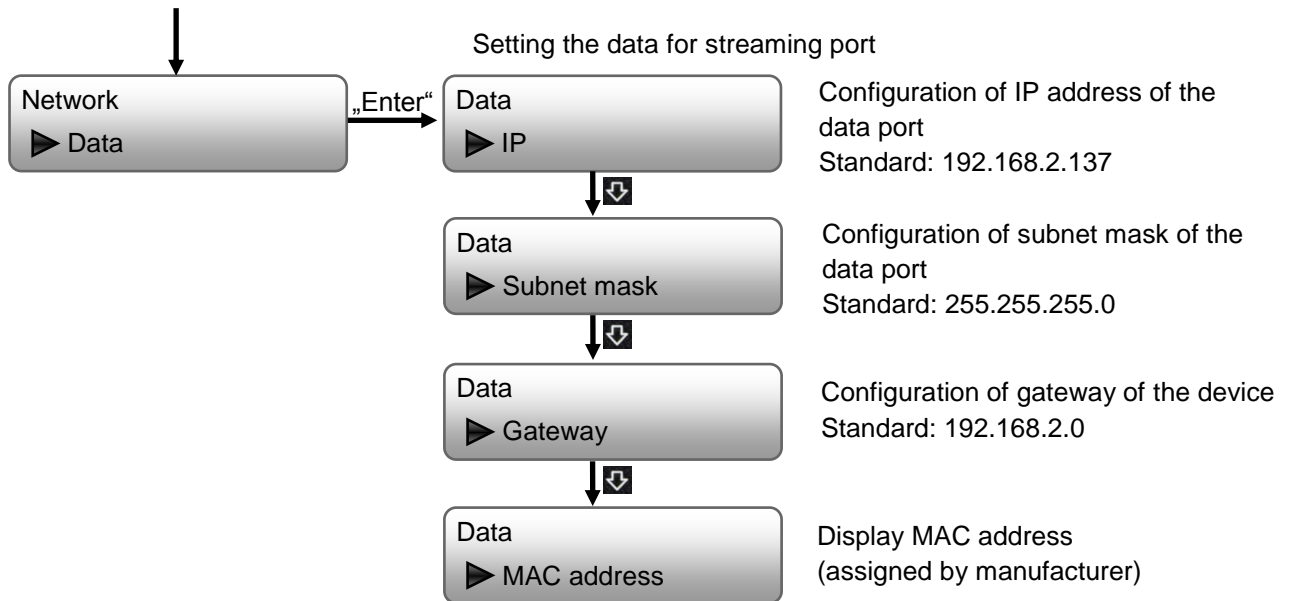 Setting the data for streaming port
Network
Data
„Enter“
Data
IP
Configuration of IP address of the
data port
Standard: 192.168.2.137
Data
Subnet mask
Configuration of subnet mask of the
data port
Standard: 255.255.255.0
Data
Gateway
Configuration of gateway of the device
Standard: 192.168.2.0
Data
MAC address
Display MAC address
(assigned by manufacturer)